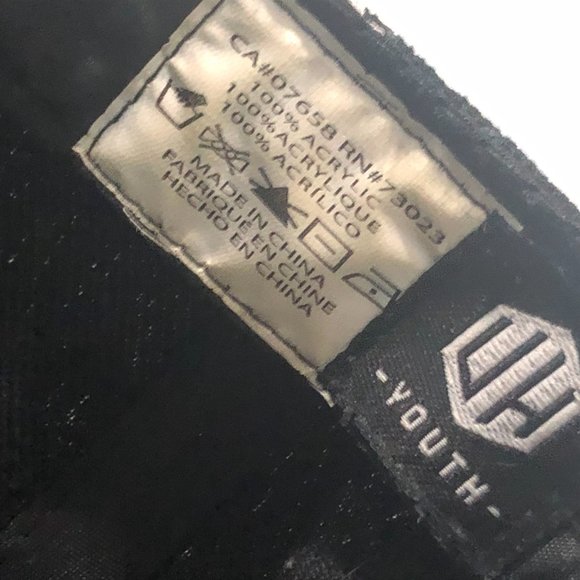 CA#07658 RN#73023
100% ACRYLIC
100% ACRYLIQUE
100% ACRÍLICO
MADE IN CHINA
FABRIQUÉ EN CHINE
HECHO EN CHINA
-YOUTH-